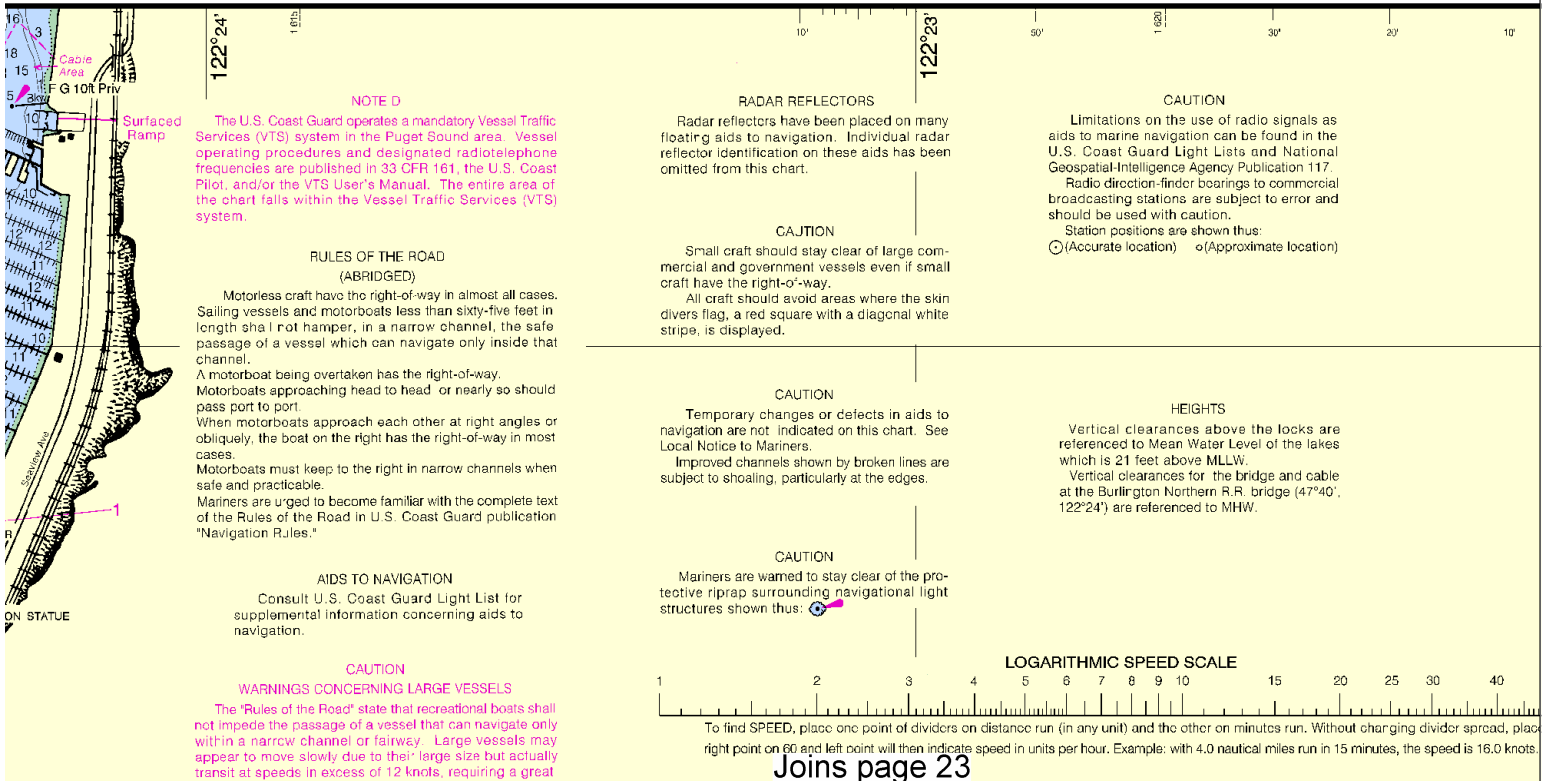 122°24'
1 615
10'
122°23'
50'
1 620
30'
20'
10'
16
3
18
15
Cable
Area
F G 10ft Priv
5
Bkw
10
Surfaced
Ramp
10
7
12
12
11
12
11
11
10
11
11
Seaview Ave
1
R
ON STATUE
NOTE D
The U.S. Coast Guard operates a mandatory Vessel Traffic
Services (VTS) system in the Puget Sound area. Vessel
operating procedures and designated radiotelephone
frequencies are published in 33 CFR 161, the U.S. Coast
Pilot, and/or the VTS User's Manual. The entire area of
the chart falls within the Vessel Traffic Services (VTS)
system.
RULES OF THE ROAD
(ABRIDGED)
Motorless craft have the right-of-way in almost all cases.
Sailing vessels and motorboats less than sixty-five feet in
length shall not hamper, in a narrow channel, the safe
passage of a vessel which can navigate only inside that
channel.
A motorboat being overtaken has the right-of-way.
Motorboats approaching head to head or nearly so should
pass port to port.
When motorboats approach each other at right angles or
obliquely, the boat on the right has the right-of-way in most
cases.
Motorboats must keep to the right in narrow channels when
safe and practicable.
Mariners are urged to become familiar with the complete text
of the Rules of the Road in U.S. Coast Guard publication
"Navigation Rules."
AIDS TO NAVIGATION
Consult U.S. Coast Guard Light List for
supplemental information concerning aids to
navigation.
CAUTION
WARNINGS CONCERNING LARGE VESSELS
The "Rules of the Road" state that recreational boats shall
not impede the passage of a vessel that can navigate only
within a narrow channel or fairway. Large vessels may
appear to move slowly due to their large size but actually
transit at speeds in excess of 12 knots, requiring a great
RADAR REFLECTORS
Radar reflectors have been placed on many
floating aids to navigation. Individual radar
reflector identification on these aids has been
omitted from this chart.
CAUTION
Small craft should stay clear of large com-
mercial and government vessels even if small
craft have the right-of-way.
All craft should avoid areas where the skin
divers flag, a red square with a diagonal white
stripe, is displayed.
CAUTION
Temporary changes or defects in aids to
navigation are not indicated on this chart. See
Local Notice to Mariners.
Improved channels shown by broken lines are
subject to shoaling, particularly at the edges.
CAUTION
Mariners are warned to stay clear of the pro-
tective riprap surrounding navigational light
structures shown thus:
CAUTION
Limitations on the use of radio signals as
aids to marine navigation can be found in the
U.S. Coast Guard Light Lists and National
Geospatial-Intelligence Agency Publication 117.
Radio direction-finder bearings to commercial
broadcasting stations are subject to error and
should be used with caution.
Station positions are shown thus:
(Accurate location) o(Approximate location)
HEIGHTS
Vertical clearances above the locks are
referenced to Mean Water Level of the lakes
which is 21 feet above MLLW.
Vertical clearances for the bridge and cable
at the Burlington Northern R.R. bridge (47°40',
122°24') are referenced to MHW.
LOGARITHMIC SPEED SCALE
1 2 3 4 5 6 7 8 9 10 15 20 25 30 40
To find SPEED, place one point of dividers on distance run (in any unit) and the other on minutes run. Without changing divider spread, place
right point on 60 and left point will then indicate speed in units per hour. Example: with 4.0 nautical miles run in 15 minutes, the speed is 16.0 knots.
Joins page 23